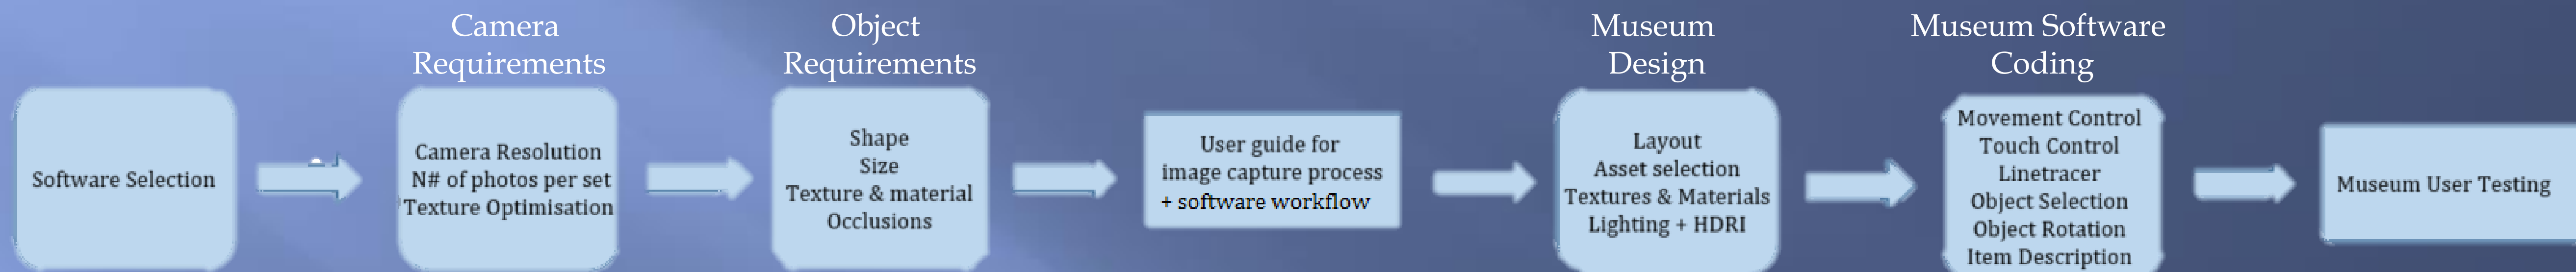 Software Selection
Camera
Requirements
Camera Resolution
N# of photos per set
Texture Optimisation
Object
Requirements
Shape
Size
Texture & material
Occlusions
User guide for
image capture process
+ software workflow
Museum
Design
Layout
Asset selection
Textures & Materials
Lighting + HDRI
Museum Software
Coding
Movement Control
Touch Control
Linetracer
Object Selection
Object Rotation
Item Description
Museum User Testing